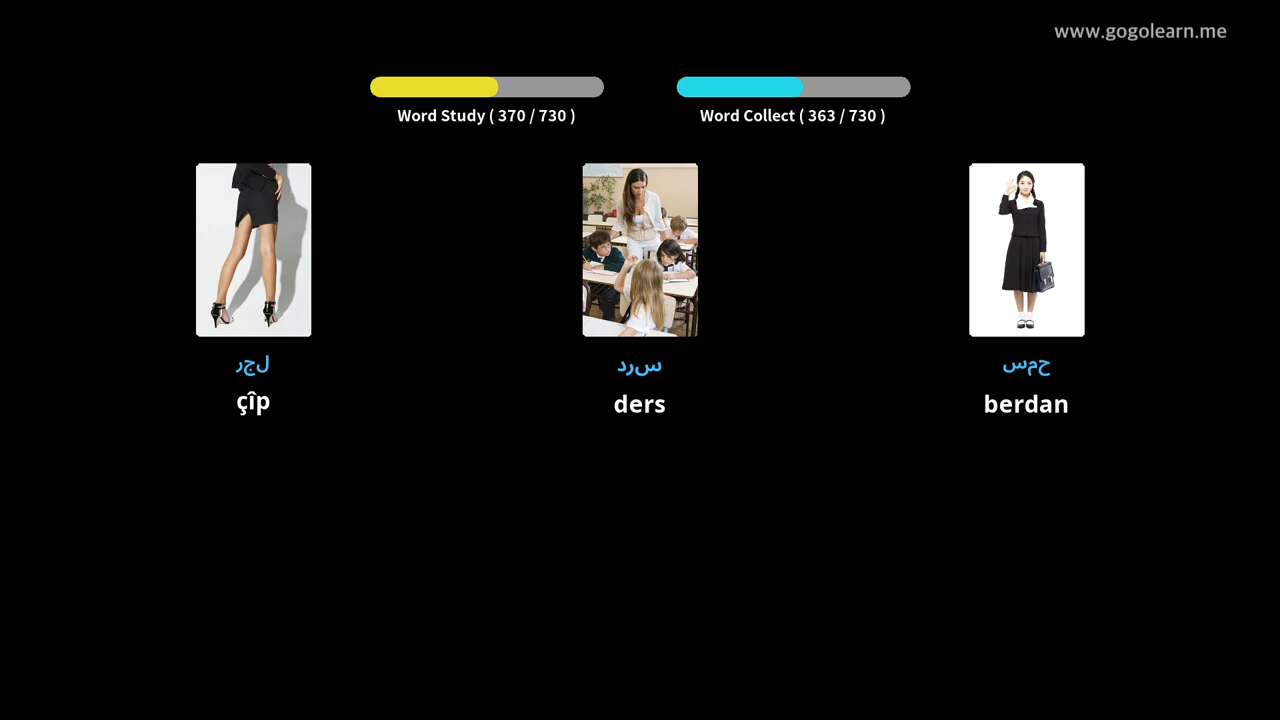 www.gogolearn.me
Word Study ( 370 / 730 )
Word Collect ( 363 / 730 )
لجر
سرد
حمس
çîp
ders
berdan